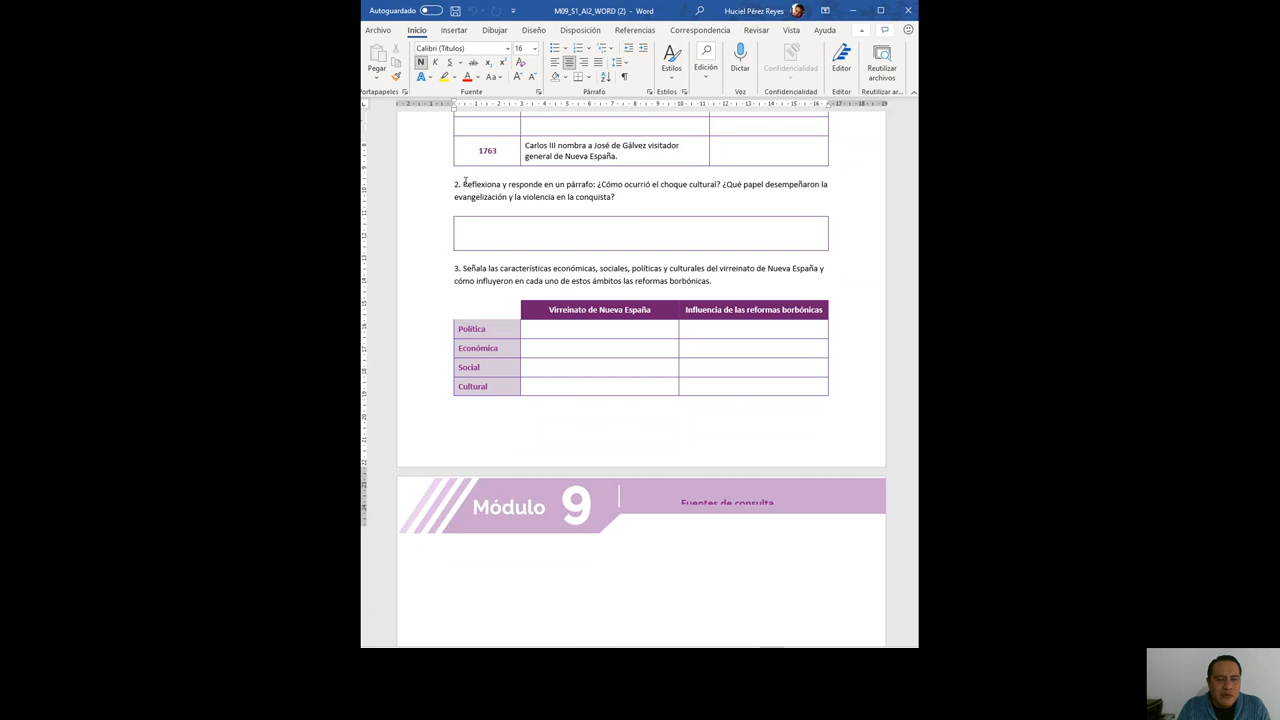 Autoguardado
M09_S1_AI2_WORD (2) - Word
Huciel Pérez Reyes
Archivo Inicio Insertar Dibujar Diseño Disposición Referencias Correspondencia Revisar Vista Ayuda
Calibri (Títulos) 16
Pegar
N K S ab x₂ x²
A A Aa A A
Estilos
Edición
Dictar
Confidencialidad
Editor
Reutilizar archivos
Portapapeles Fuente Párrafo Estilos Voz Confidencialidad Editor Reutilizar ar...
1763
Carlos III nombra a José de Gálvez visitador
general de Nueva España.
2. Reflexiona y responde en un párrafo: ¿Cómo ocurrió el choque cultural? ¿Qué papel desempeñaron la
evangelización y la violencia en la conquista?
3. Señala las características económicas, sociales, políticas y culturales del virreinato de Nueva España y
cómo influyeron en cada uno de estos ámbitos las reformas borbónicas.
Virreinato de Nueva España Influencia de las reformas borbónicas
Política
Económica
Social
Cultural
Módulo 9
Fuentes de consulta